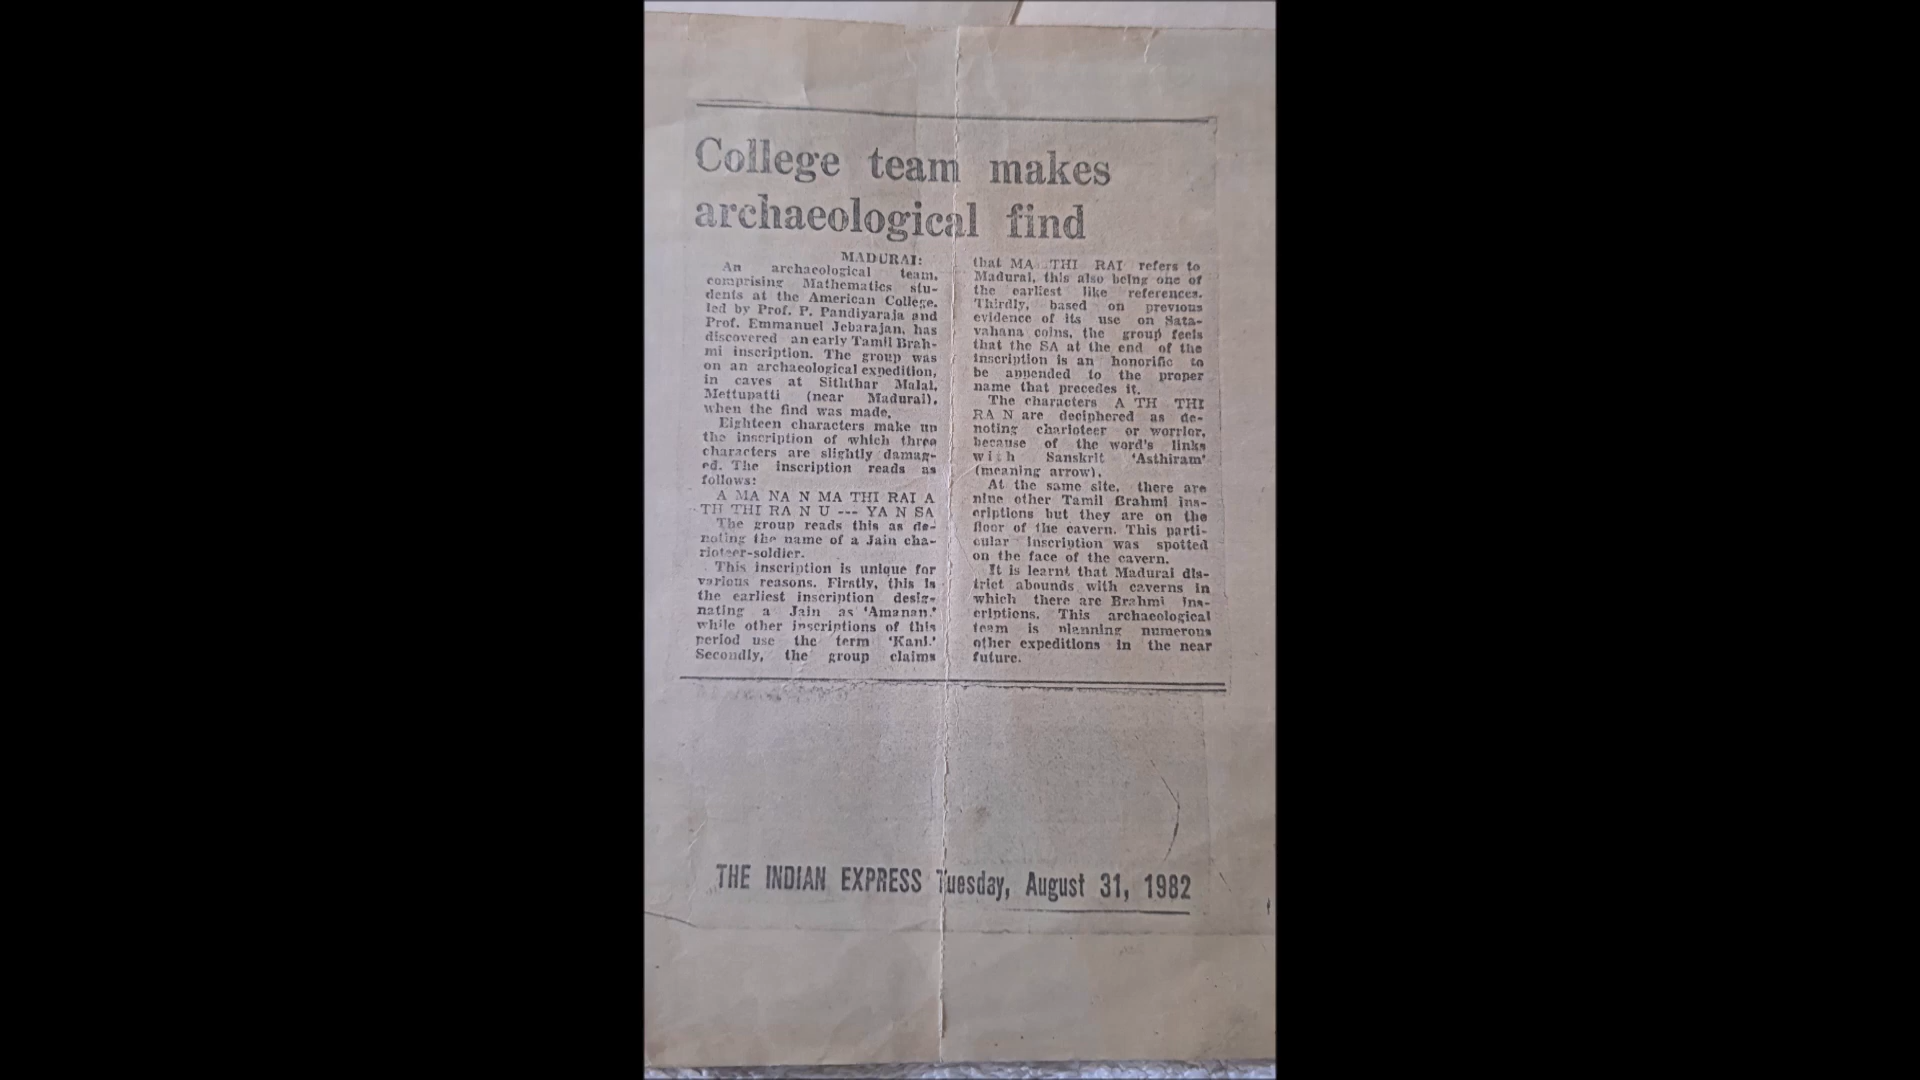 College team makes
archaeological find
MADURAI:
An archaeological team,
comprising Mathematics stu-
dents at the American College,
led by Prof. P. Pandiyaraja and
Prof. Emmanuel Jebarajan, has
discovered an early Tamil Brah-
mi inscription. The group was
on an archaeological expedition,
in caves at Siththar Malai,
Mettupatti (near Madurai),
when the find was made.
Eighteen characters make up
the inscription of which three
characters are slightly damag-
ed. The inscription reads as
follows:
A MA NA N MA THI RAI A
TH THI RA N U --- YA N SA
The group reads this as de-
noting the name of a Jain cha-
rioteer-soldier.
This inscription is unique for
various reasons. Firstly, this is
the earliest inscription desig-
nating a Jain as 'Amanan.'
while other inscriptions of this
period use the term 'Kani.'
Secondly, the group claims
that MA THI RAI refers to
Madurai, this also being one of
the earliest like references.
Thirdly, based on previous
evidence of its use on Sata-
vahana coins, the group feels
that the SA at the end of the
inscription is an honorific to
be appended to the proper
name that precedes it.
The characters A TH THI
RA N are deciphered as de-
noting charioteer or worrior,
because of the word's links
with Sanskrit 'Asthiram'
(meaning arrow).
At the same site, there are
nine other Tamil Brahmi ins-
criptions but they are on the
floor of the cavern. This parti-
cular inscription was spotted
on the face of the cavern.
It is learnt that Madurai dis-
trict abounds with caverns in
which there are Brahmi ins-
criptions. This archaeological
team is planning numerous
other expeditions in the near
future.
THE INDIAN EXPRESS Tuesday, August 31, 1982